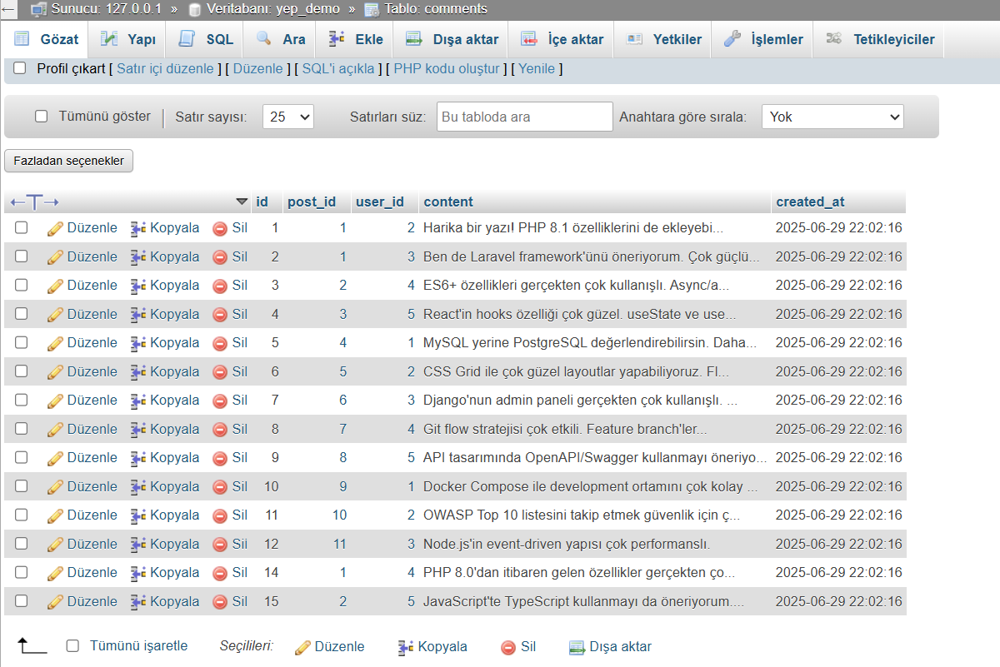 ← Sunucu: 127.0.0.1 » Veritabanı: yep_demo » Tablo: comments
Gözat Yapı SQL Ara Ekle Dışa aktar İçe aktar Yetkiler İşlemler Tetikleyiciler
Profil çıkart [ Satır içi düzenle ] [ Düzenle ] [ SQL'i açıkla ] [ PHP kodu oluştur ] [ Yenile ]
Tümünü göster | Satır sayısı: 25 Satırları süz: Bu tabloda ara Anahtara göre sırala: Yok
Fazladan seçenekler
←T→ id post_id user_id content created_at
Düzenle Kopyala Sil 1 1 2 Harika bir yazı! PHP 8.1 özelliklerini de ekleyebi... 2025-06-29 22:02:16
Düzenle Kopyala Sil 2 1 3 Ben de Laravel framework'ünü öneriyorum. Çok güçlü... 2025-06-29 22:02:16
Düzenle Kopyala Sil 3 2 4 ES6+ özellikleri gerçekten çok kullanışlı. Async/a... 2025-06-29 22:02:16
Düzenle Kopyala Sil 4 3 5 React'in hooks özelliği çok güzel. useState ve use... 2025-06-29 22:02:16
Düzenle Kopyala Sil 5 4 1 MySQL yerine PostgreSQL değerlendirebilirsin. Daha... 2025-06-29 22:02:16
Düzenle Kopyala Sil 6 5 2 CSS Grid ile çok güzel layoutlar yapabiliyoruz. Fl... 2025-06-29 22:02:16
Düzenle Kopyala Sil 7 6 3 Django'nun admin paneli gerçekten çok kullanışlı. ... 2025-06-29 22:02:16
Düzenle Kopyala Sil 8 7 4 Git flow stratejisi çok etkili. Feature branch'ler... 2025-06-29 22:02:16
Düzenle Kopyala Sil 9 8 5 API tasarımında OpenAPI/Swagger kullanmayı öneriyo... 2025-06-29 22:02:16
Düzenle Kopyala Sil 10 9 1 Docker Compose ile development ortamını çok kolay ... 2025-06-29 22:02:16
Düzenle Kopyala Sil 11 10 2 OWASP Top 10 listesini takip etmek güvenlik için ç... 2025-06-29 22:02:16
Düzenle Kopyala Sil 12 11 3 Node.js'in event-driven yapısı çok performanslı. 2025-06-29 22:02:16
Düzenle Kopyala Sil 14 1 4 PHP 8.0'dan itibaren gelen özellikler gerçekten ço... 2025-06-29 22:02:16
Düzenle Kopyala Sil 15 2 5 JavaScript'te TypeScript kullanmayı da öneriyorum.... 2025-06-29 22:02:16
Tümünü işaretle Seçilileri: Düzenle Kopyala Sil Dışa aktar